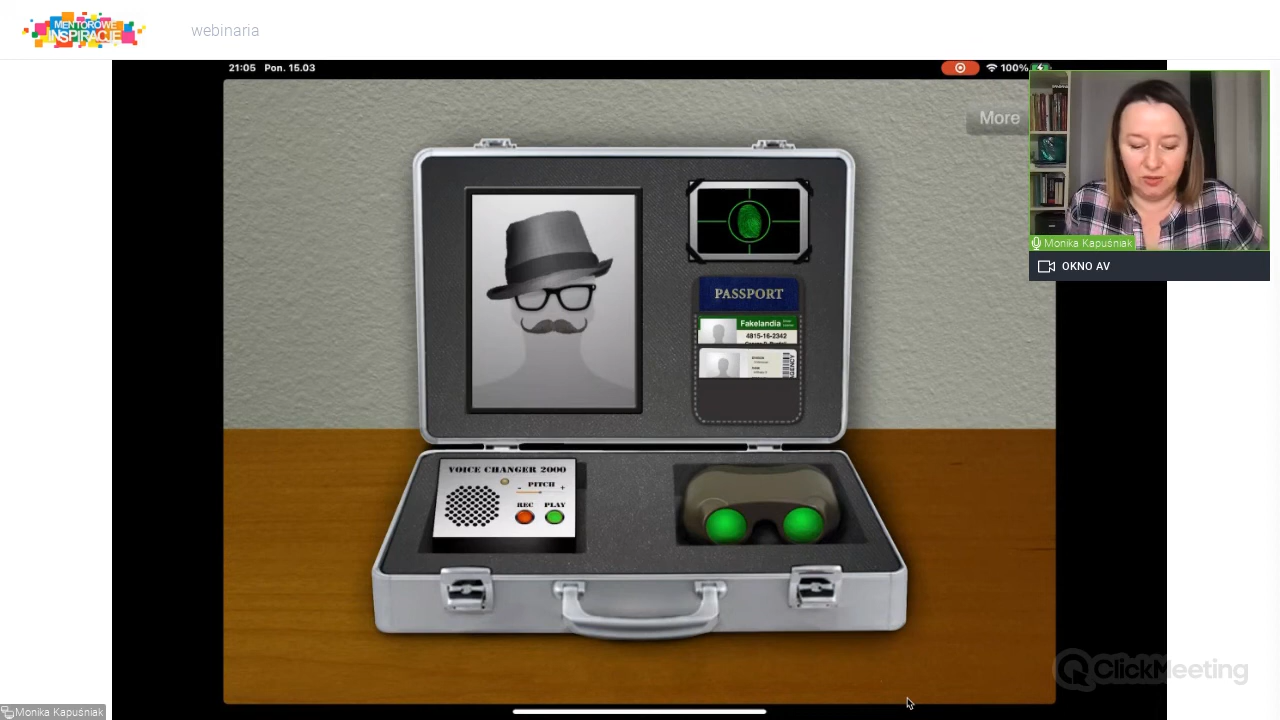 MENTOROWE
INSPIRACJE
webinaria
21:05 Pon. 15.03
100%
More
Monika Kapuśniak
OKNO AV
PASSPORT
Fakelandia
4815-16-2342
AGENCY
VOICE CHANGER 2000
PITCH
- +
REC PLAY
ClickMeeting
Monika Kapuśniak